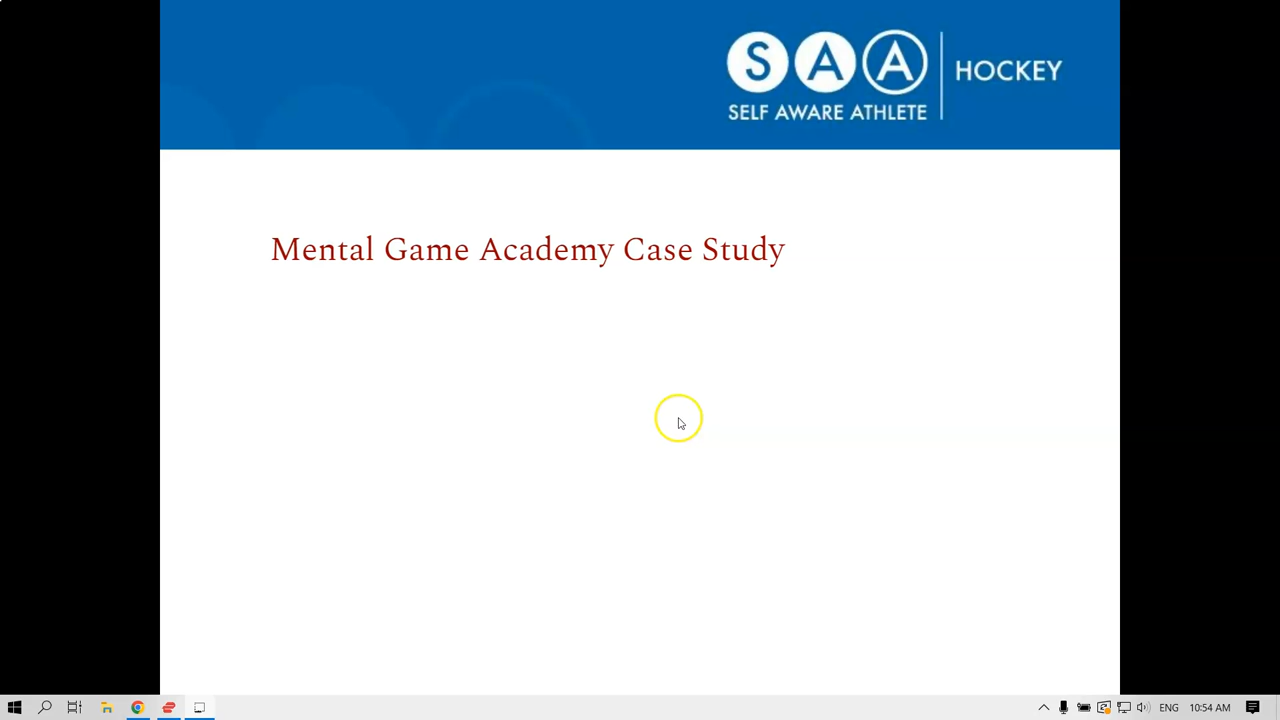 S A A
SELF AWARE ATHLETE
HOCKEY
Mental Game Academy Case Study
ENG
10:54 AM